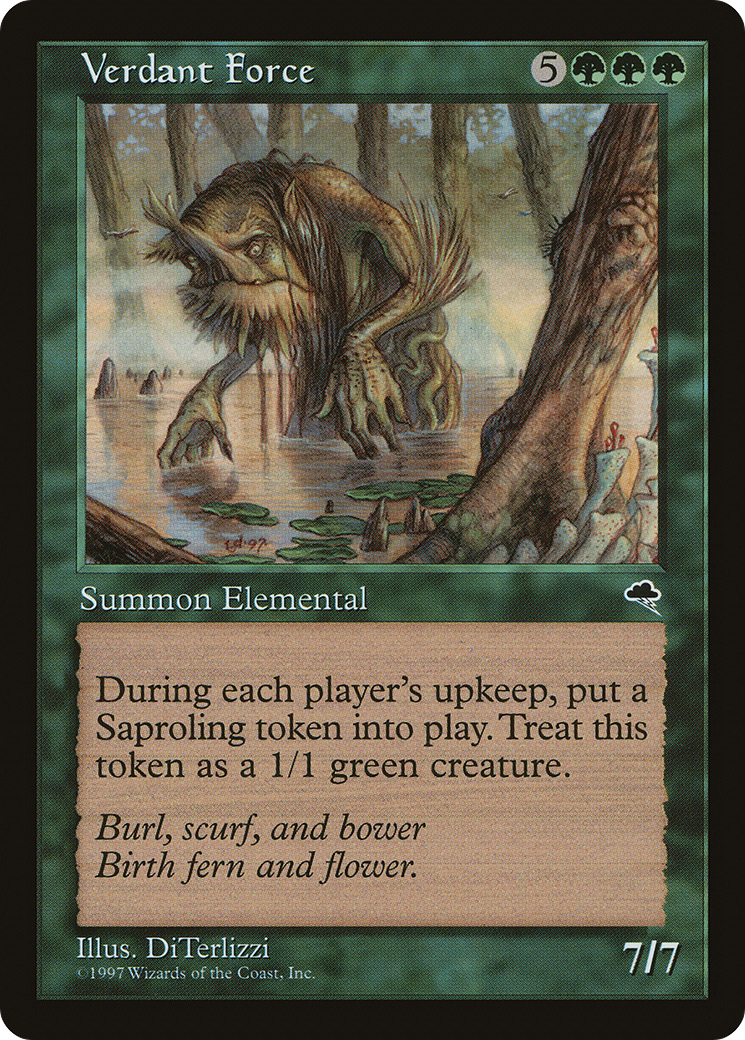 Verdant Force
5
Summon Elemental
During each player's upkeep, put a
Saproling token into play. Treat this
token as a 1/1 green creature.
Burl, scurf, and bower
Birth fern and flower.
Illus. DiTerlizzi
©1997 Wizards of the Coast, Inc.
7/7